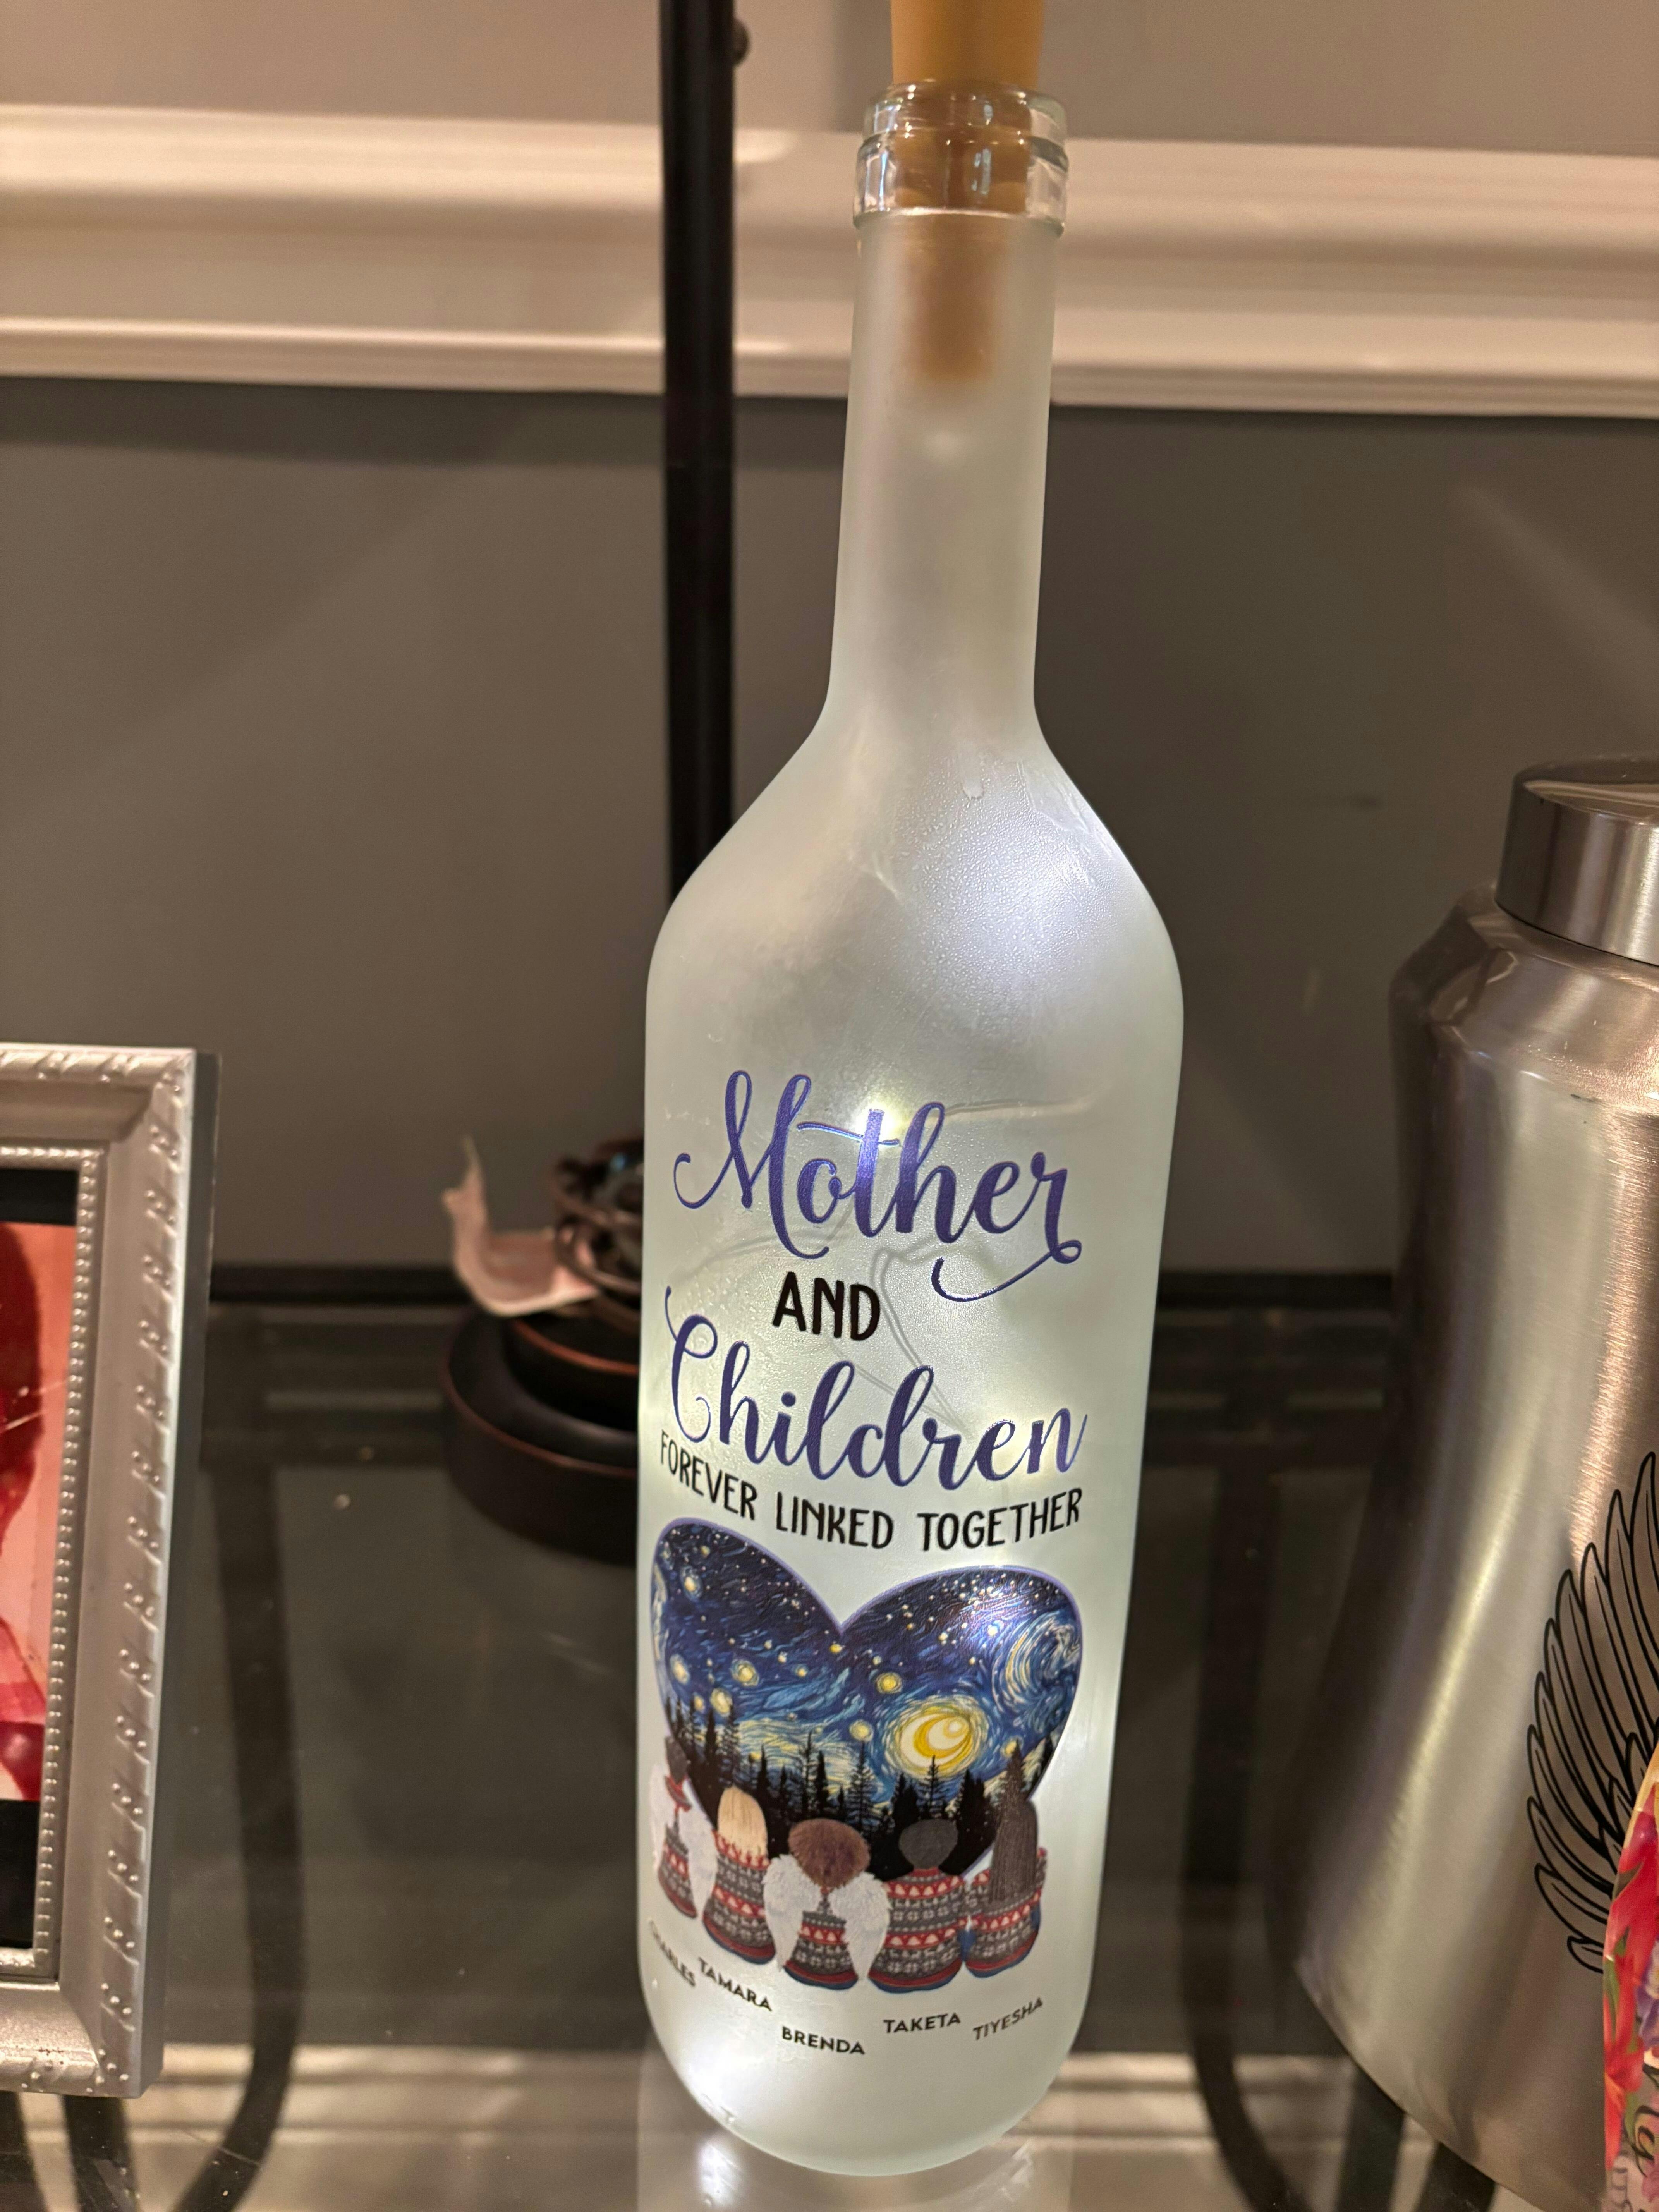 Mother
AND
Children
FOREVER LINKED TOGETHER
CHARLES
TAMARA
BRENDA
TAKETA
TIYESHA